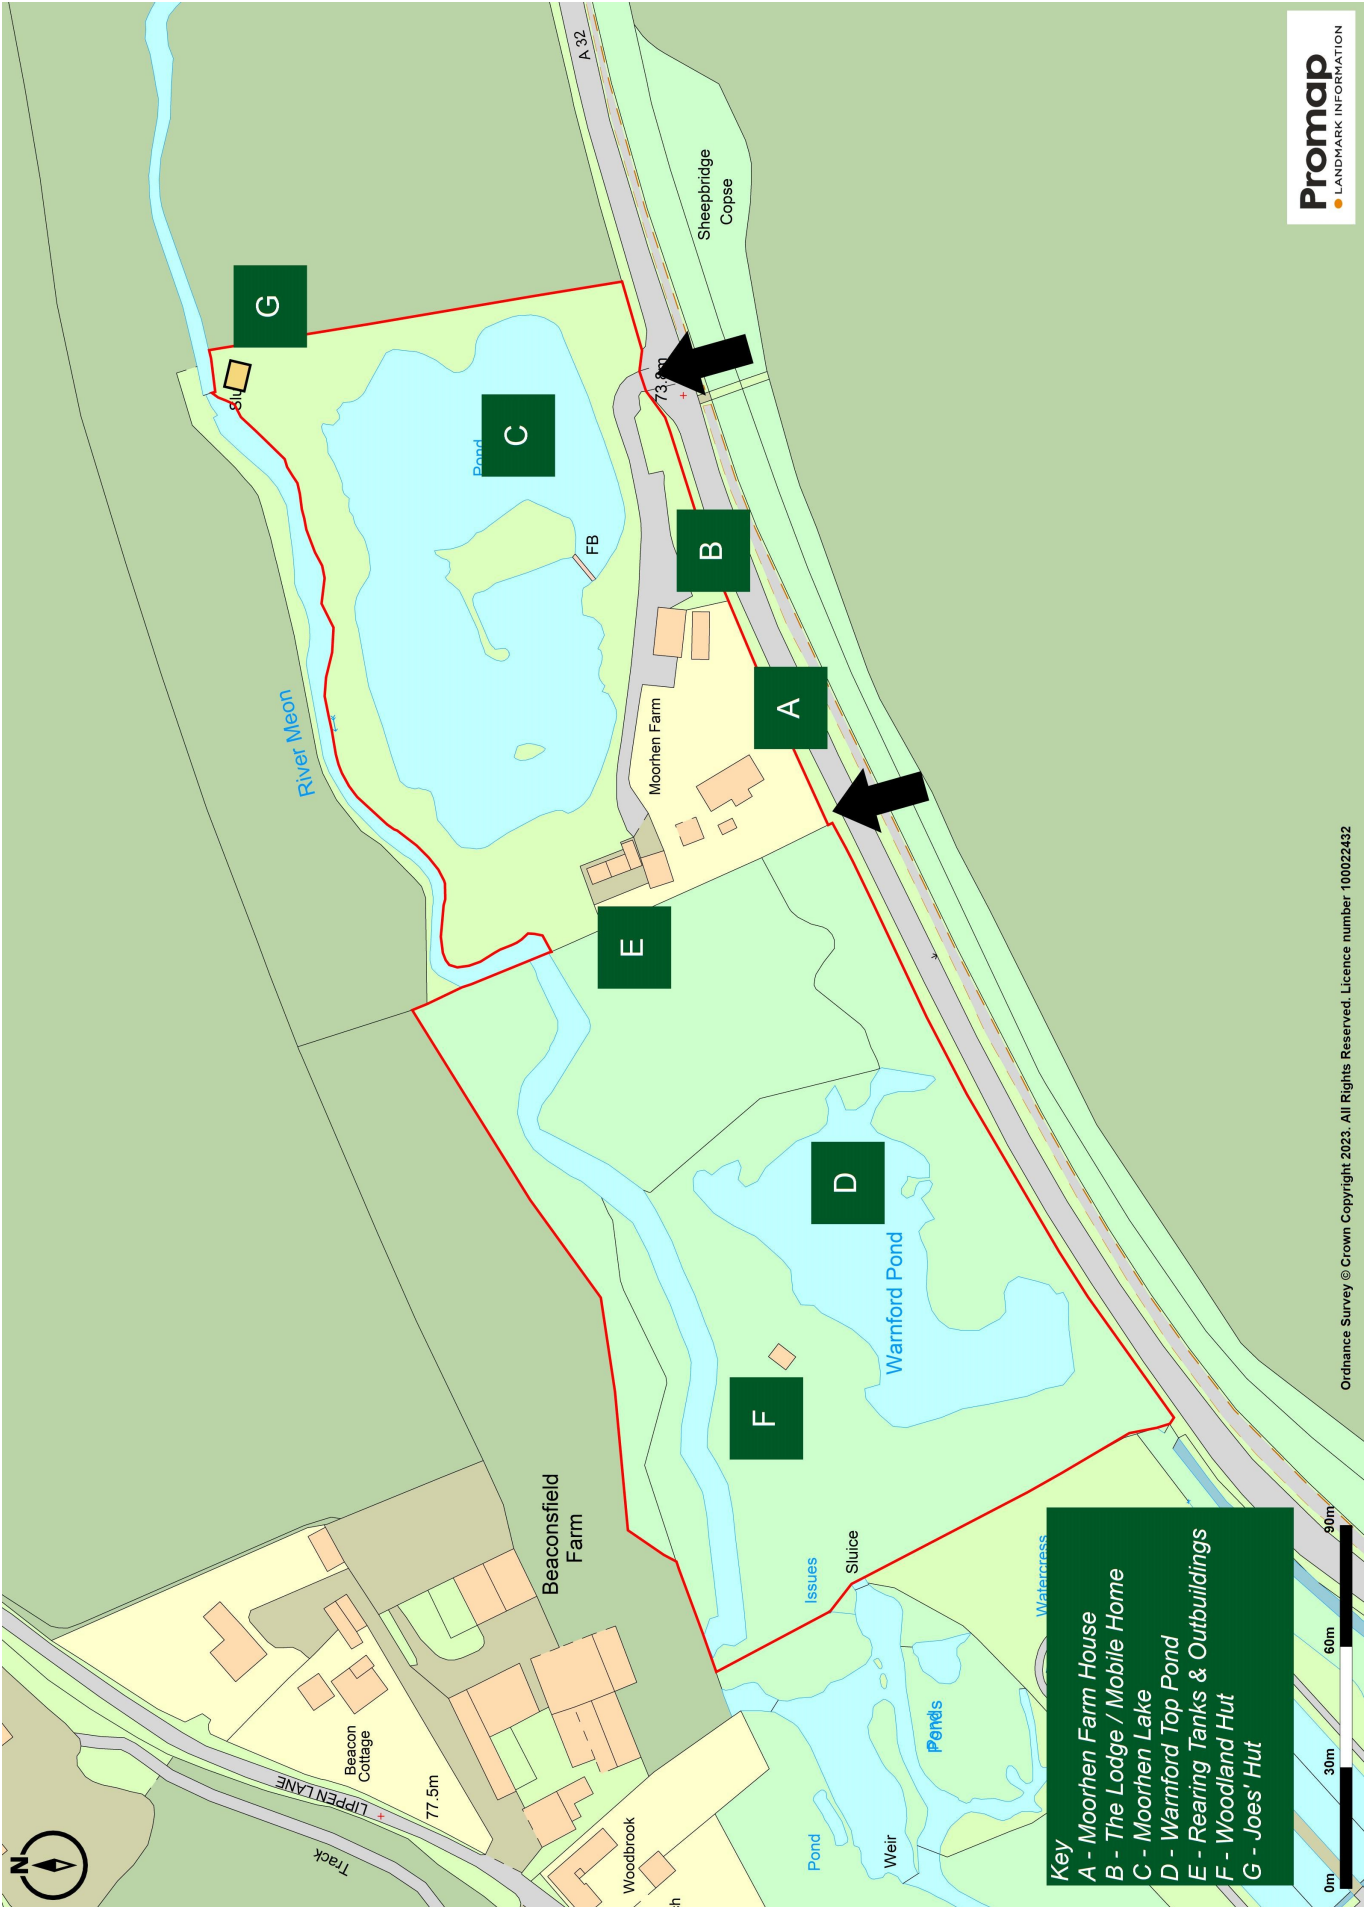 N
LIPPEN LANE
Track
77.5m
Beacon
Cottage
Beaconsfield
Farm
Woodbrook
Pond
Weir
Ponds
Issues
Sluice
Watercress
River Meon
Warnford Pond
Moorhen Farm
Pond
FB
73.8m
A 32
Sheepbridge
Copse
A
B
C
D
E
F
G
Key
A - Moorhen Farm House
B - The Lodge / Mobile Home
C - Moorhen Lake
D - Warnford Top Pond
E - Rearing Tanks & Outbuildings
F - Woodland Hut
G - Joes' Hut
0m 30m 60m 90m
Ordnance Survey © Crown Copyright 2023. All Rights Reserved. Licence number 100022432
Promap
LANDMARK INFORMATION